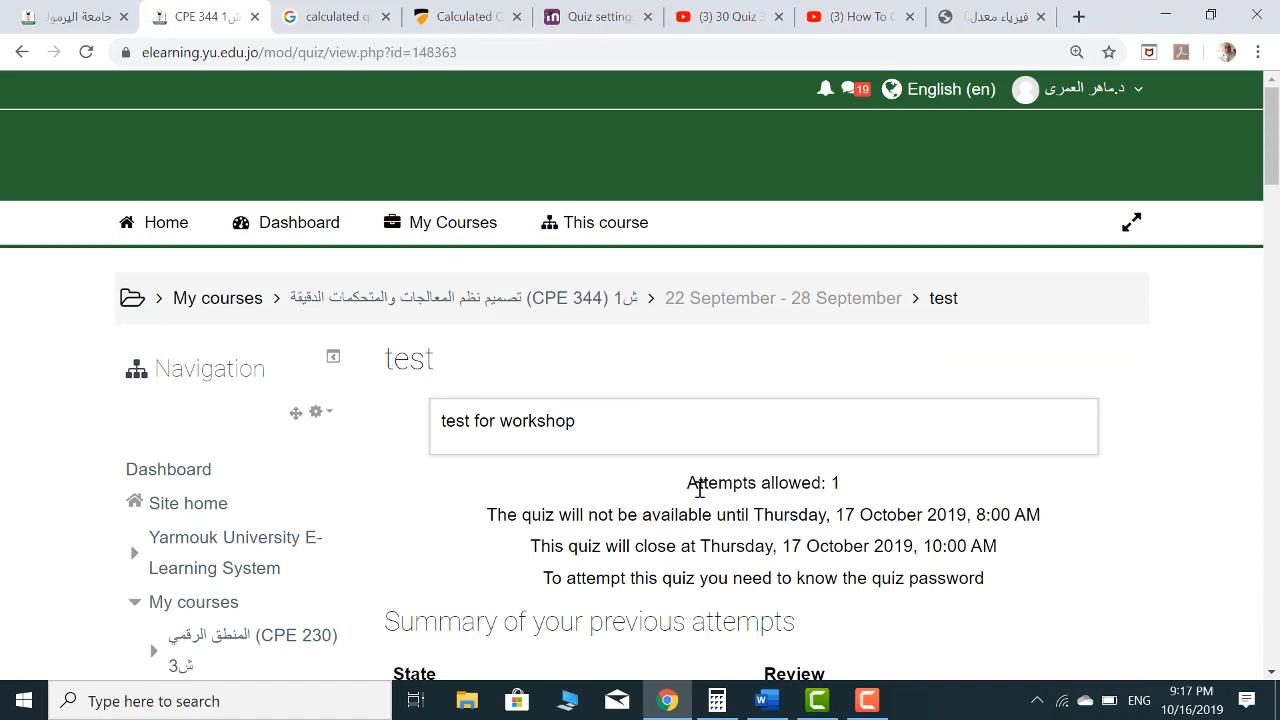 جامعة اليرمو
CPE 344 ش1
calculated q
Calculated C
Quiz setting
(3) 30 Quiz 3
(3) How To C
فيزياء معدل
elearning.yu.edu.jo/mod/quiz/view.php?id=148363
19
English (en)
د.ماهر العمرى
Home
Dashboard
My Courses
This course
My courses
ش1 (CPE 344) تصميم نظم المعالجات والمتحكمات الدقيقة
22 September - 28 September
test
Navigation
test
test for workshop
Dashboard
Site home
Yarmouk University E-
Learning System
My courses
المنطق الرقمي (CPE 230)
ش3
Attempts allowed: 1
The quiz will not be available until Thursday, 17 October 2019, 8:00 AM
This quiz will close at Thursday, 17 October 2019, 10:00 AM
To attempt this quiz you need to know the quiz password
Summary of your previous attempts
State
Review
Type here to search
ENG
9:17 PM
10/16/2019